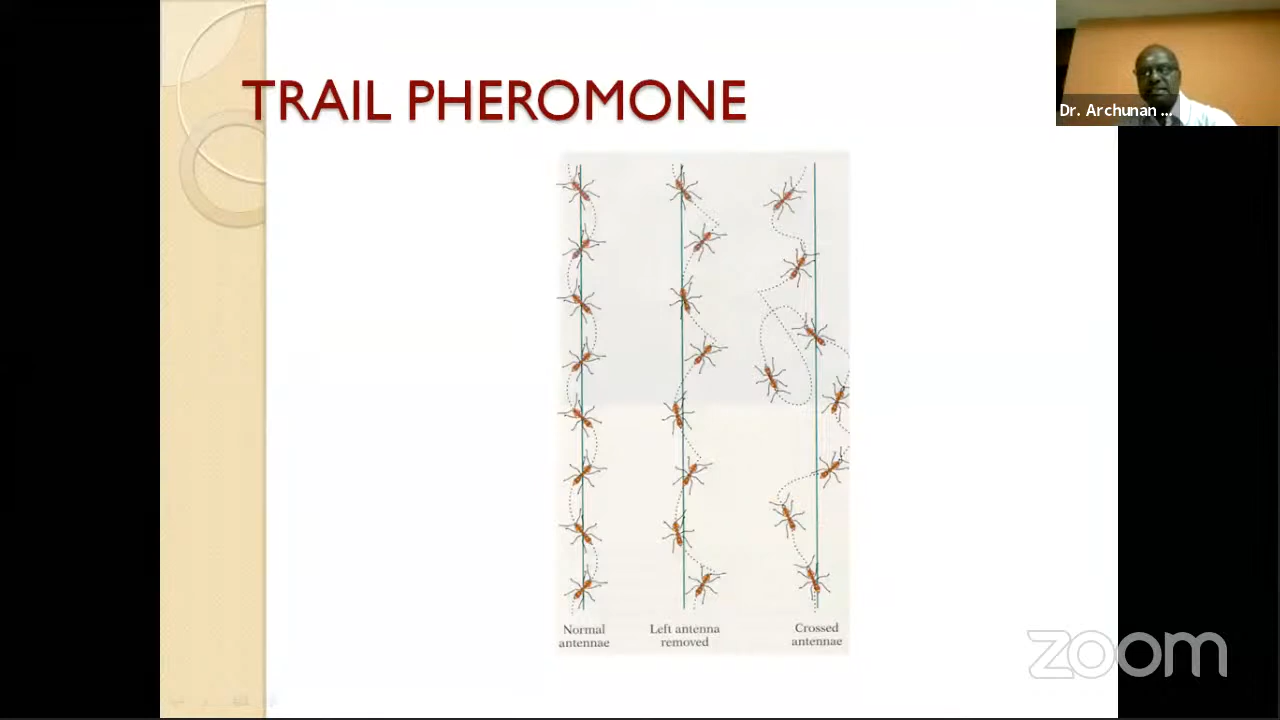 TRAIL PHEROMONE
Dr. Archunan ...
Normal
antennae
Left antenna
removed
Crossed
antennae
zoom